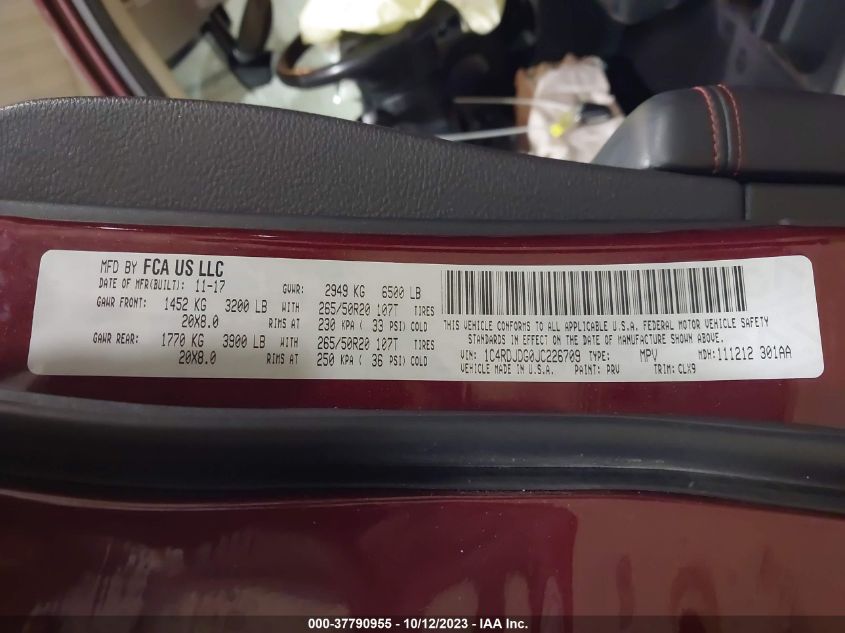 MFD BY FCA US LLC
DATE OF MFR(BUILT): 11-17 GVWR: 2949 KG 6500 LB
GAWR FRONT: 1452 KG 3200 LB WITH 265/50R20 107T TIRES
20X8.0 RIMS AT 230 KPA ( 33 PSI) COLD
GAWR REAR: 1770 KG 3900 LB WITH 265/50R20 107T TIRES
20X8.0 RIMS AT 250 KPA ( 36 PSI) COLD
THIS VEHICLE CONFORMS TO ALL APPLICABLE U.S.A. FEDERAL MOTOR VEHICLE SAFETY
STANDARDS IN EFFECT ON THE DATE OF MANUFACTURE SHOWN ABOVE.
VIN: 1C4RDJDG0JC226709 TYPE: MPV MDH: 111212 301AA
VEHICLE MADE IN U.S.A. PAINT: PRV TRIM: CLX9
000-37790955 - 10/12/2023 - IAA Inc.